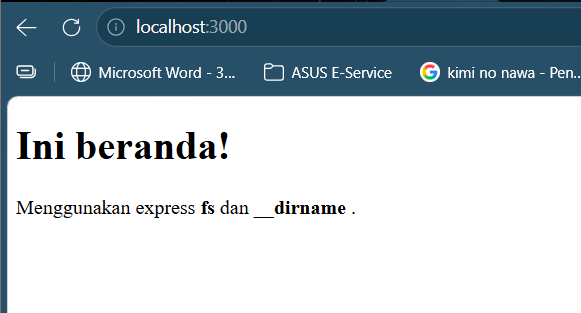 localhost:3000
Microsoft Word - 3...
ASUS E-Service
kimi no nawa - Pen...
Ini beranda!
Menggunakan express fs dan __dirname .